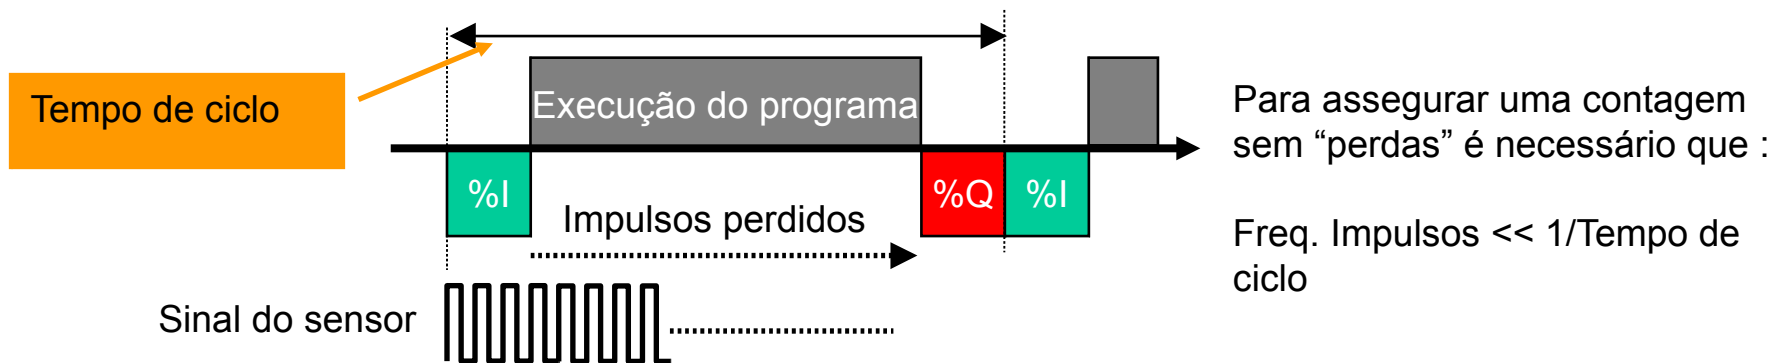 Tempo de ciclo
Execução do programa
%I
%Q
%I
Impulsos perdidos
Sinal do sensor
Para assegurar uma contagem
sem “perdas” é necessário que :
Freq. Impulsos << 1/Tempo de
ciclo